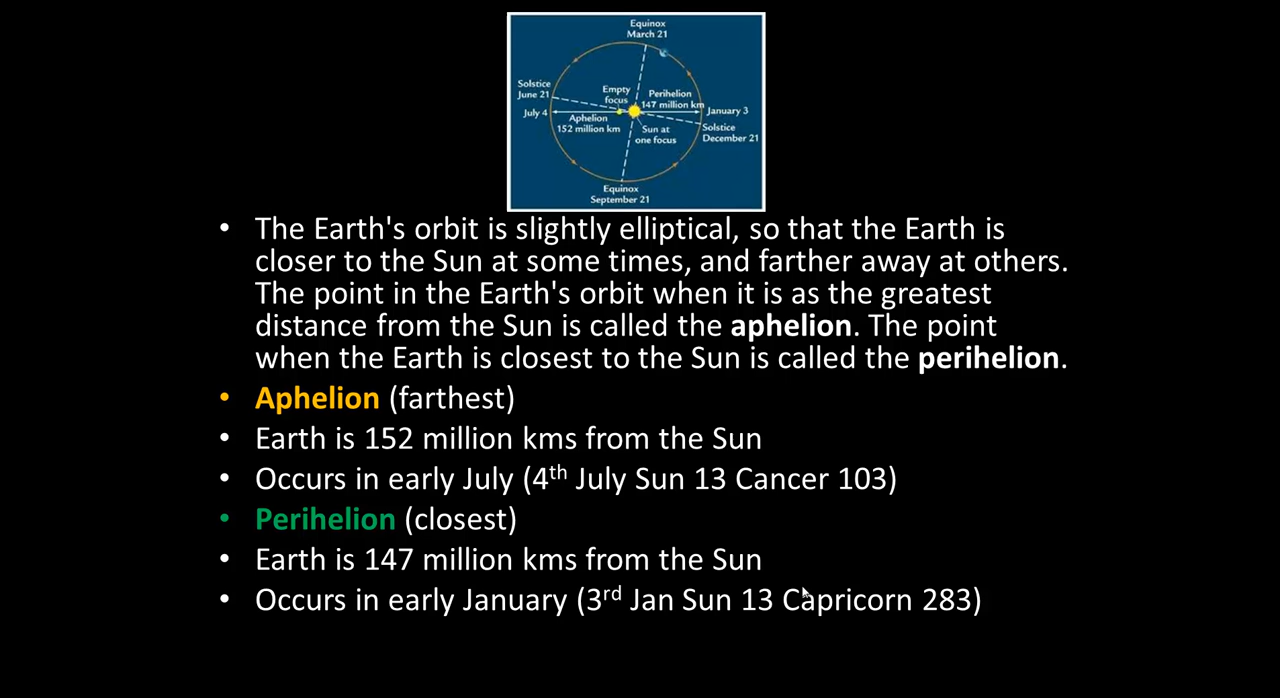 Equinox
March 21
Solstice
June 21
Empty
focus
Perihelion
147 million km
July 4
January 3
Aphelion
152 million km
Sun at
one focus
Solstice
December 21
Equinox
September 21
• The Earth's orbit is slightly elliptical, so that the Earth is
closer to the Sun at some times, and farther away at others.
The point in the Earth's orbit when it is as the greatest
distance from the Sun is called the aphelion. The point
when the Earth is closest to the Sun is called the perihelion.
• Aphelion (farthest)
• Earth is 152 million kms from the Sun
• Occurs in early July (4th July Sun 13 Cancer 103)
• Perihelion (closest)
• Earth is 147 million kms from the Sun
• Occurs in early January (3rd Jan Sun 13 Capricorn 283)